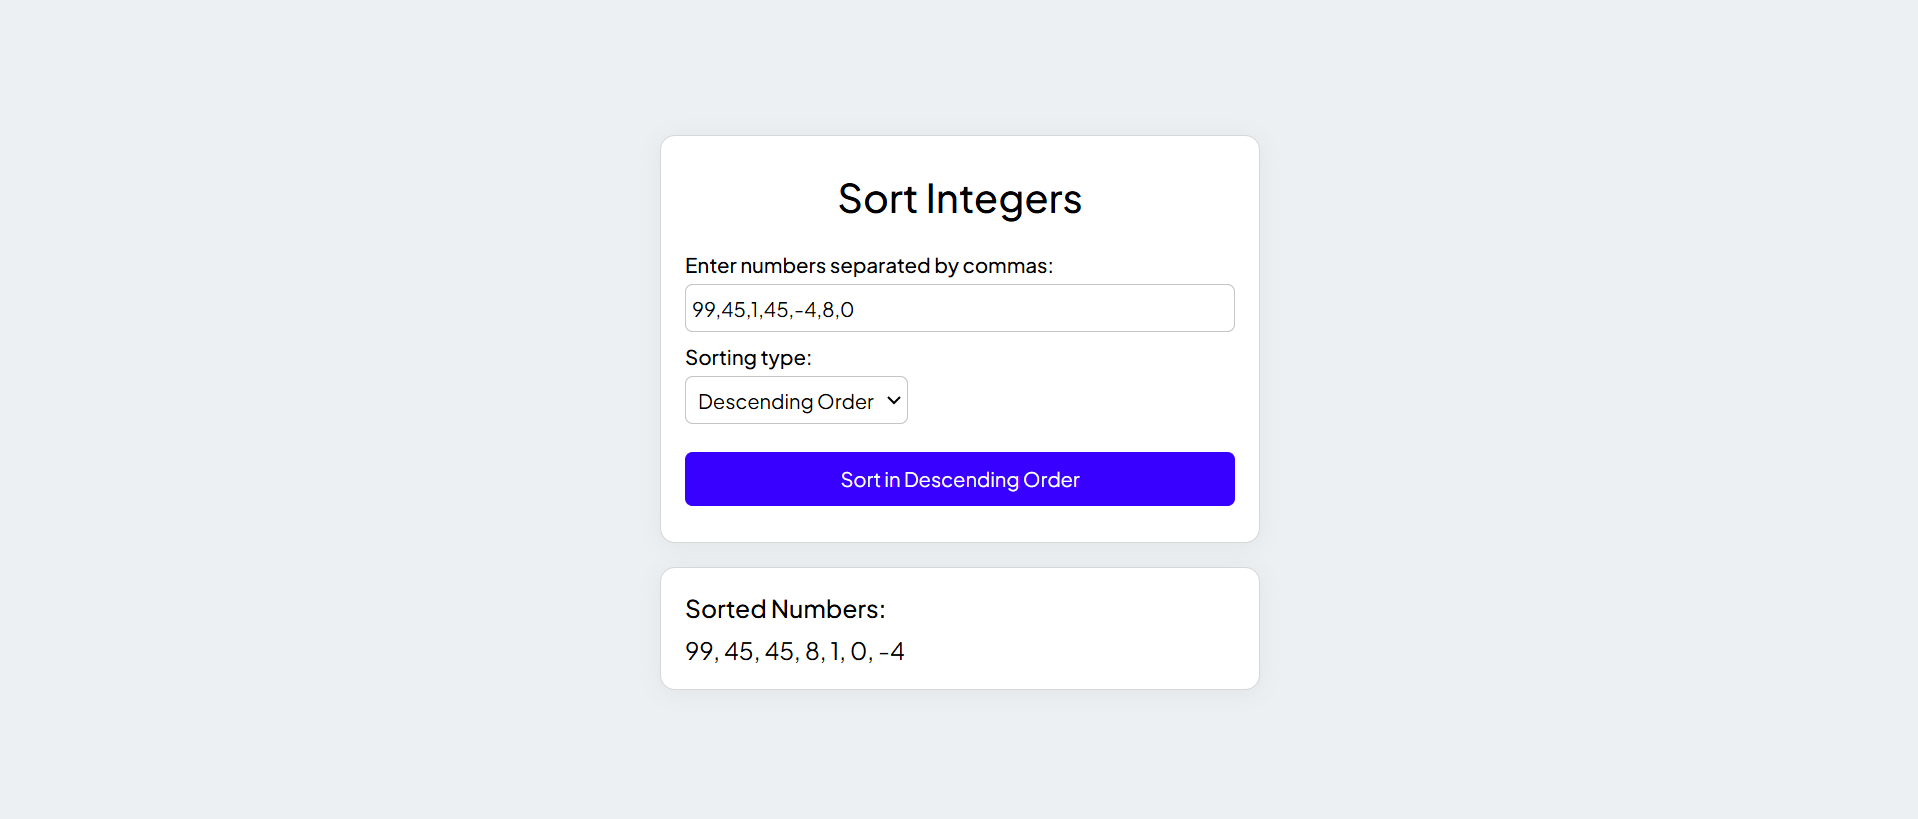 Sort Integers
Enter numbers separated by commas:
99,45,1,45,-4,8,0
Sorting type:
Descending Order
Sort in Descending Order
Sorted Numbers:
99, 45, 45, 8, 1, 0, -4